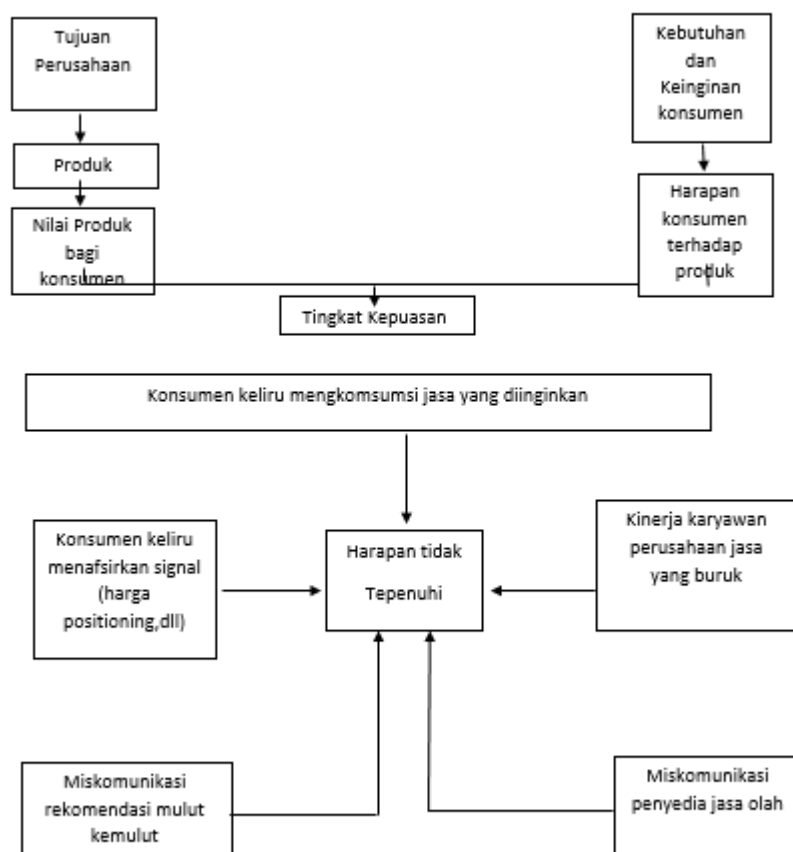 Tujuan
Perusahaan
Kebutuhan
dan
Keinginan
konsumen
Produk
Nilai Produk
bagi
konsumen
Harapan
konsumen
terhadap
produk
Tingkat Kepuasan
Konsumen keliru mengkomsumsi jasa yang diinginkan
Konsumen keliru
menafsirkan signal
(harga
positioning,dll)
Harapan tidak
Tepenuhi
Kinerja karyawan
perusahaan jasa
yang buruk
Miskomunikasi
rekomendasi mulut
kemulut
Miskomunikasi
penyedia jasa olah